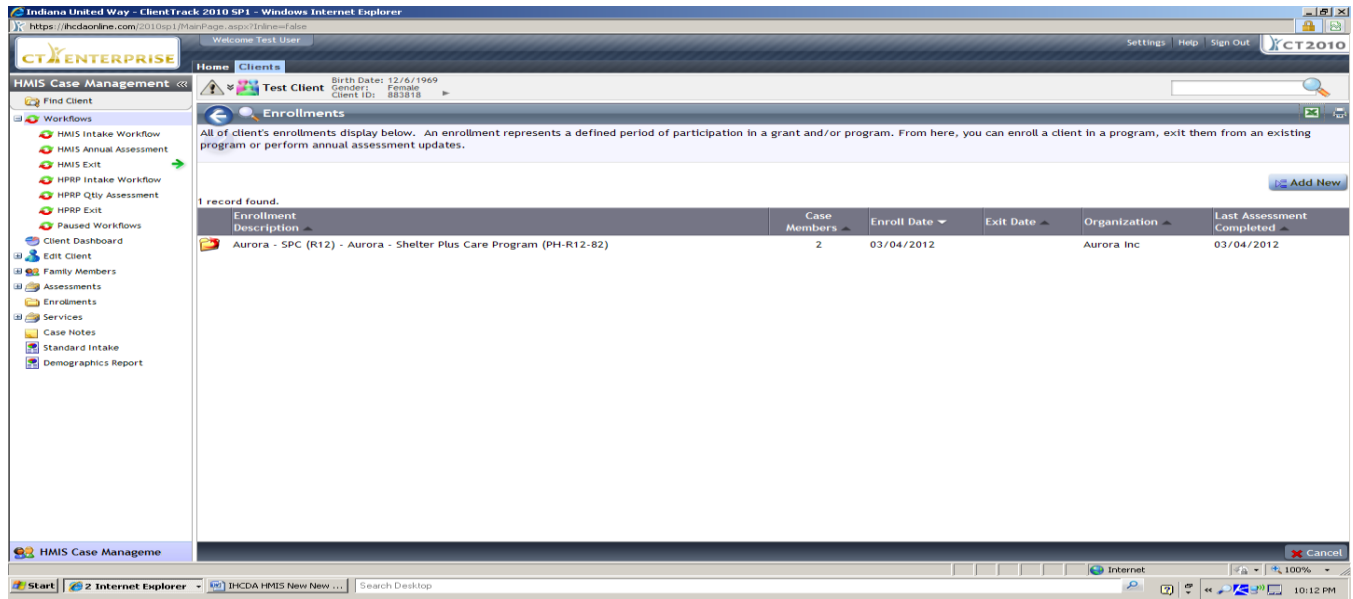 Indiana United Way - ClientTrack 2010 SP1 - Windows Internet Explorer
https://ihcdaonline.com/2010sp1/MainPage.aspx?Inline=false
Welcome Test User
Settings Help Sign Out
CT ENTERPRISE
CT2010
Home Clients
HMIS Case Management
Find Client
Workflows
HMIS Intake Workflow
HMIS Annual Assessment
HMIS Exit
HPRP Intake Workflow
HPRP Qtly Assessment
HPRP Exit
Paused Workflows
Client Dashboard
Edit Client
Family Members
Assessments
Enrollments
Services
Case Notes
Standard Intake
Demographics Report
HMIS Case Manageme
Test Client
Birth Date: 12/6/1969
Gender: Female
Client ID: 883818
Enrollments
All of client's enrollments display below. An enrollment represents a defined period of participation in a grant and/or program. From here, you can enroll a client in a program, exit them from an existing
program or perform annual assessment updates.
Add New
1 record found.
Enrollment Description Case Members Enroll Date Exit Date Organization Last Assessment Completed
Aurora - SPC (R12) - Aurora - Shelter Plus Care Program (PH-R12-82) 2 03/04/2012 Aurora Inc 03/04/2012
Cancel
Internet 100%
Start 2 Internet Explorer IHCDA HMIS New New ... Search Desktop 10:12 PM